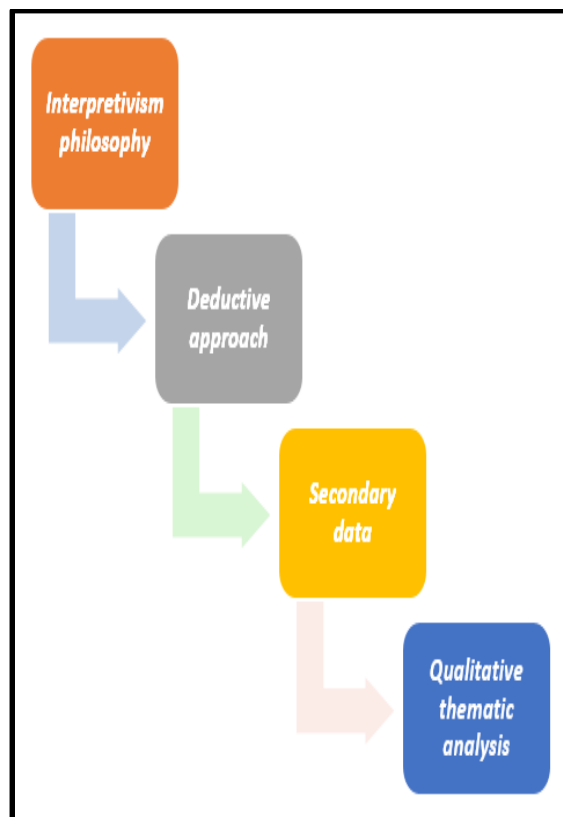 Interpretivism
philosophy
Deductive
approach
Secondary
data
Qualitative
thematic
analysis